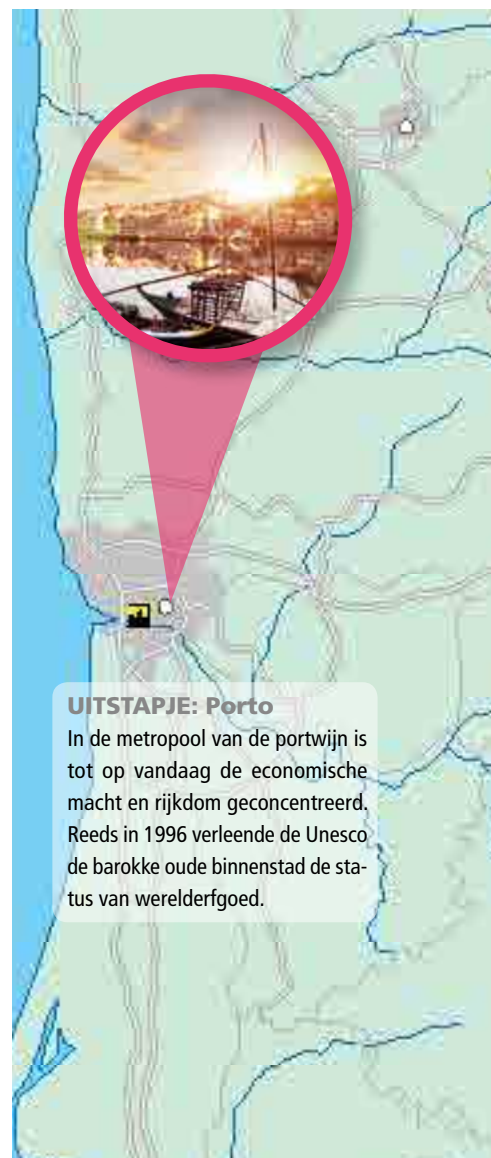 UITSTAPJE: Porto
In de metropool van de portwijn is
tot op vandaag de economische
macht en rijkdom geconcentreerd.
Reeds in 1996 verleende de Unesco
de barokke oude binnenstad de sta-
tus van werelderfgoed.